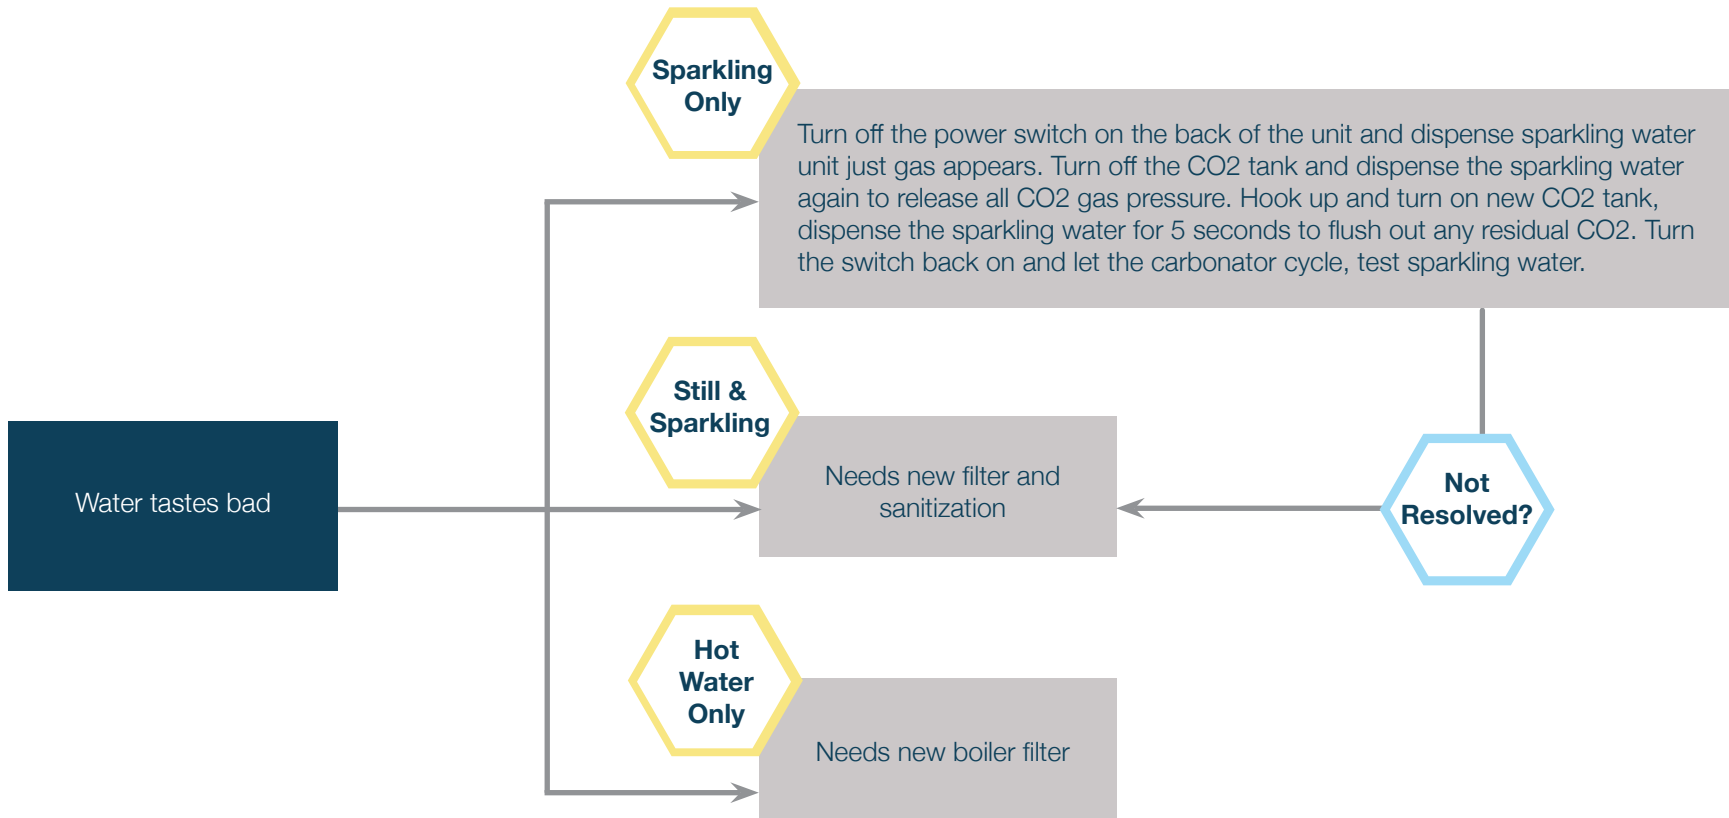 Sparkling
Only
Turn off the power switch on the back of the unit and dispense sparkling water
unit just gas appears. Turn off the CO2 tank and dispense the sparkling water
again to release all CO2 gas pressure. Hook up and turn on new CO2 tank,
dispense the sparkling water for 5 seconds to flush out any residual CO2. Turn
the switch back on and let the carbonator cycle, test sparkling water.
Still &
Sparkling
Water tastes bad
Needs new filter and
sanitization
Not
Resolved?
Hot
Water
Only
Needs new boiler filter